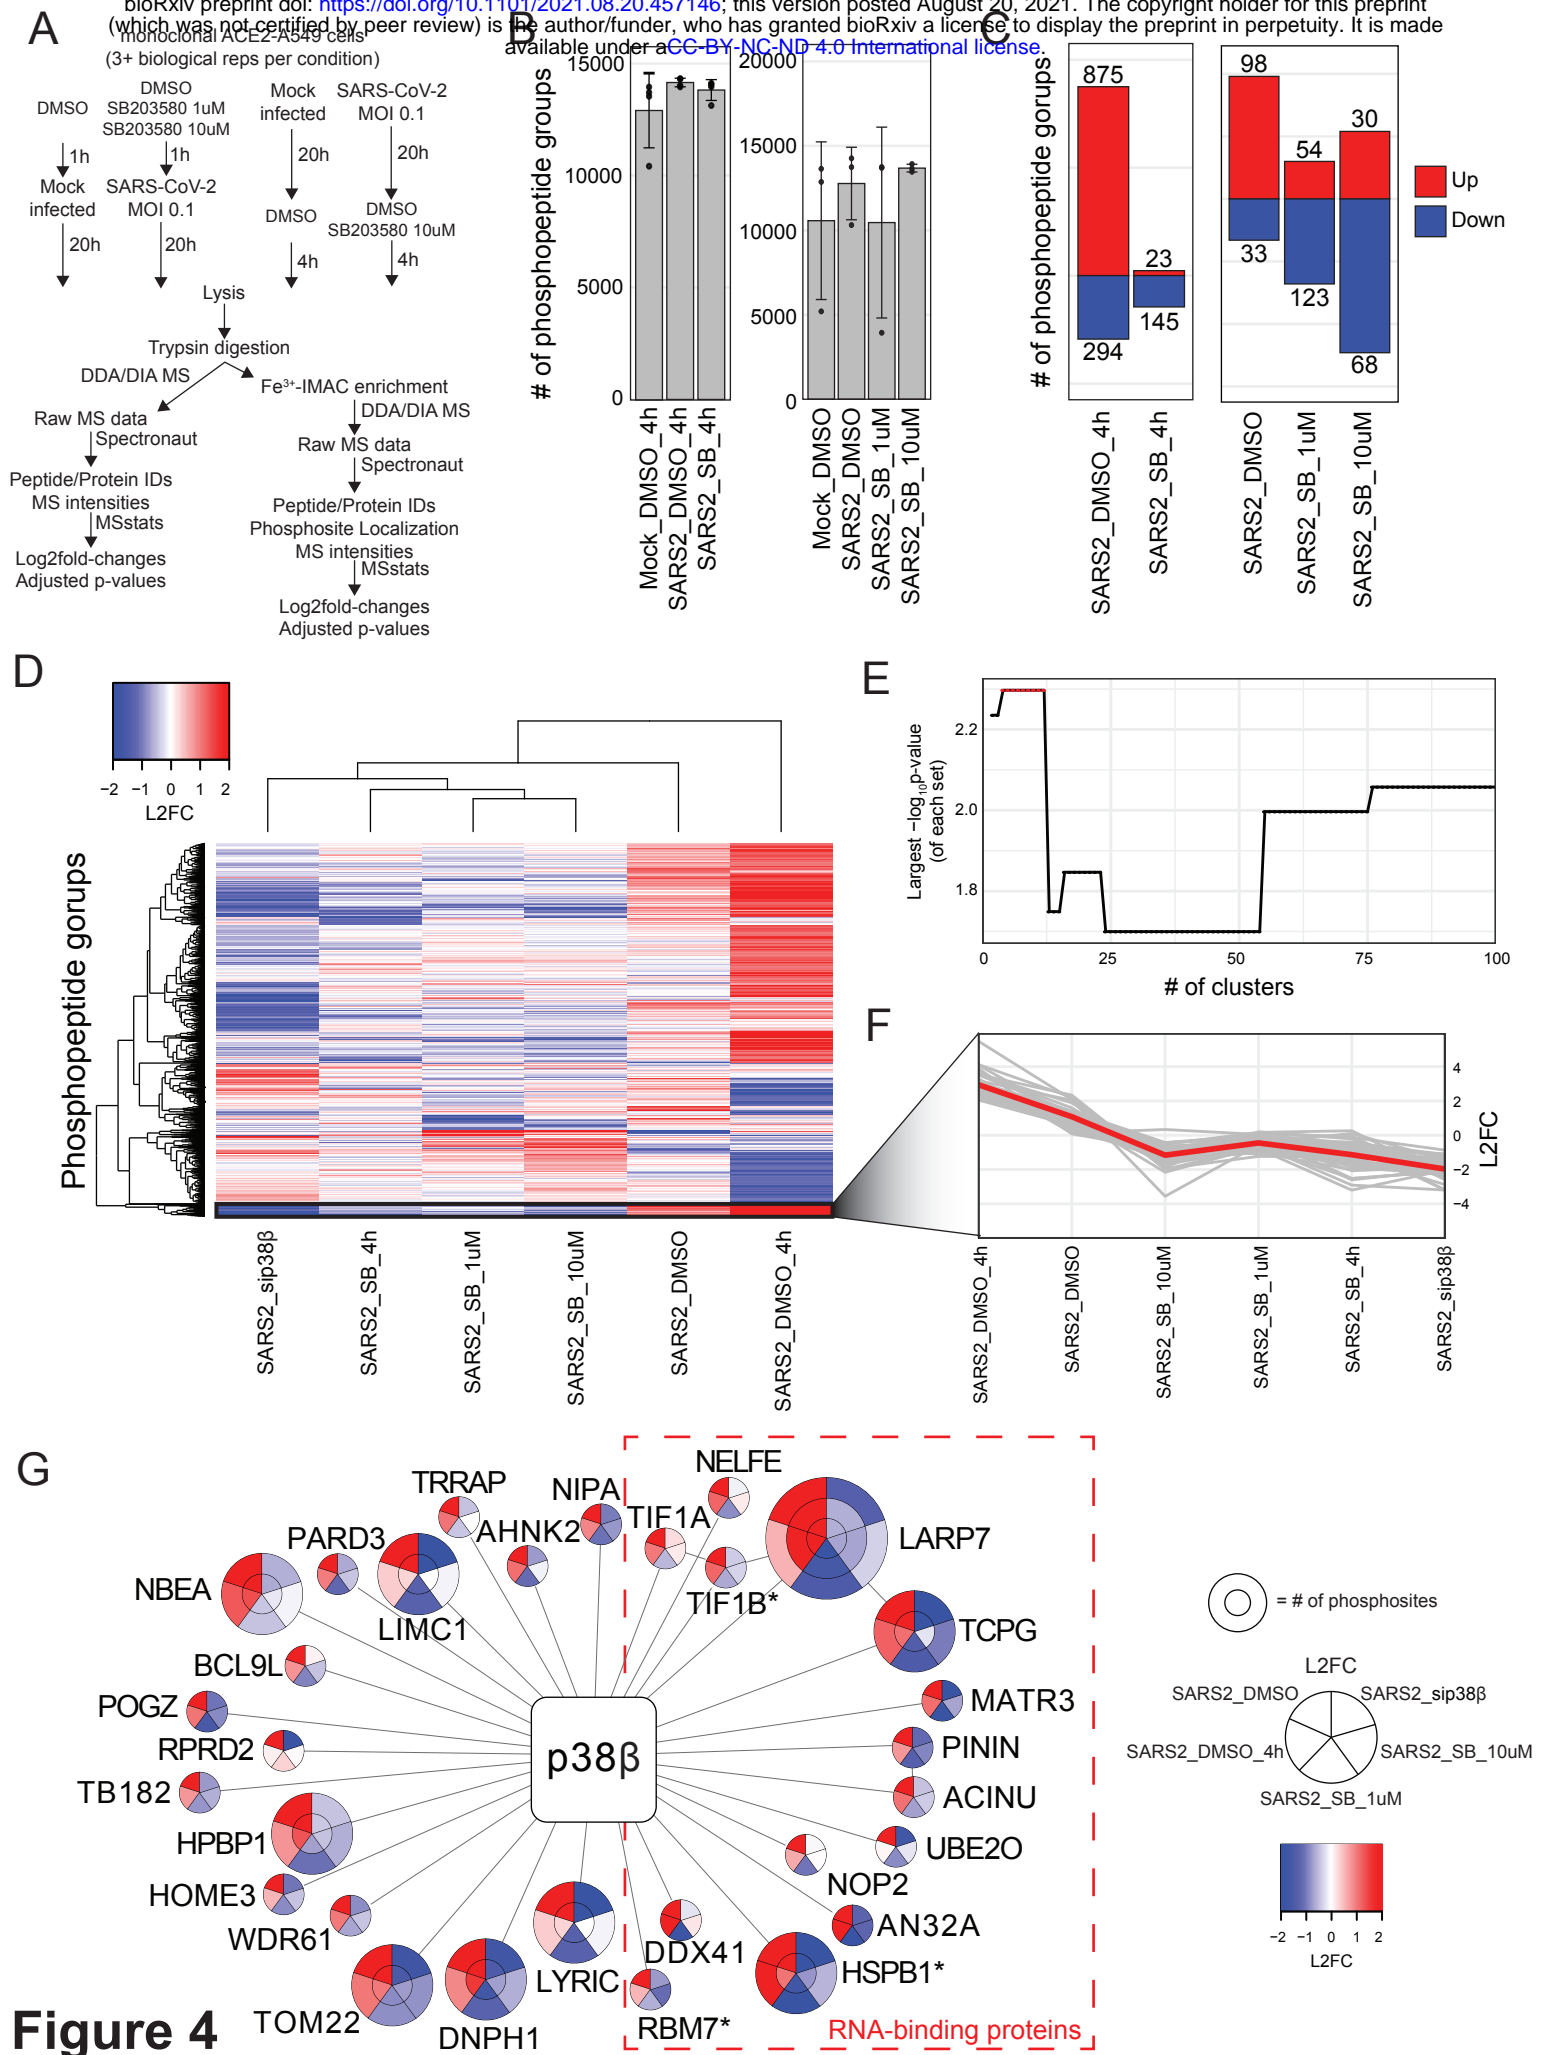 bioRxiv preprint doi: https://doi.org/10.1101/2021.08.20.457146; this version posted August 20, 2021. The copyright holder for this preprint
(which was not certified by peer review) is the author/funder, who has granted bioRxiv a license to display the preprint in perpetuity. It is made
available under aCC-BY-NC-ND 4.0 International license.
A
monoclonal ACE2-A549 cells
(3+ biological reps per condition)
DMSO
DMSO
SB203580 1uM
SB203580 10uM
Mock
infected
SARS-CoV-2
MOI 0.1
1h
1h
20h
20h
Mock
infected
SARS-CoV-2
MOI 0.1
DMSO
DMSO
SB203580 10uM
20h
20h
4h
4h
Lysis
Trypsin digestion
DDA/DIA MS
Fe3+-IMAC enrichment
DDA/DIA MS
Raw MS data
Spectronaut
Raw MS data
Spectronaut
Peptide/Protein IDs
MS intensities
MSstats
Peptide/Protein IDs
Phosphosite Localization
MS intensities
MSstats
Log2fold-changes
Adjusted p-values
Log2fold-changes
Adjusted p-values
B
# of phosphopeptide groups
15000
10000
5000
0
Mock_DMSO_4h
SARS2_DMSO_4h
SARS2_SB_4h
20000
15000
10000
5000
0
Mock_DMSO
SARS2_DMSO
SARS2_SB_1uM
SARS2_SB_10uM
C
# of phosphopeptide gorups
875
294
23
145
SARS2_DMSO_4h
SARS2_SB_4h
98
33
54
123
30
68
SARS2_DMSO
SARS2_SB_1uM
SARS2_SB_10uM
Up
Down
D
−2 −1 0 1 2
L2FC
Phosphopeptide gorups
SARS2_sip38β
SARS2_SB_4h
SARS2_SB_1uM
SARS2_SB_10uM
SARS2_DMSO
SARS2_DMSO_4h
E
Largest −log10p-value
(of each set)
2.2
2.0
1.8
0 25 50 75 100
# of clusters
F
4
2
0
−2
−4
L2FC
SARS2_DMSO_4h
SARS2_DMSO
SARS2_SB_10uM
SARS2_SB_1uM
SARS2_SB_4h
SARS2_sip38β
G
NELFE
TRRAP
NIPA
TIF1A
AHNK2
PARD3
LARP7
NBEA
TIF1B*
LIMC1
TCPG
BCL9L
MATR3
POGZ
PININ
RPRD2
p38β
TB182
ACINU
HPBP1
UBE2O
NOP2
HOME3
WDR61
AN32A
DDX41
HSPB1*
LYRIC
TOM22
DNPH1
RBM7*
RNA-binding proteins
= # of phosphosites
L2FC
SARS2_DMSO
SARS2_sip38β
SARS2_DMSO_4h
SARS2_SB_10uM
SARS2_SB_1uM
−2 −1 0 1 2
L2FC
Figure 4